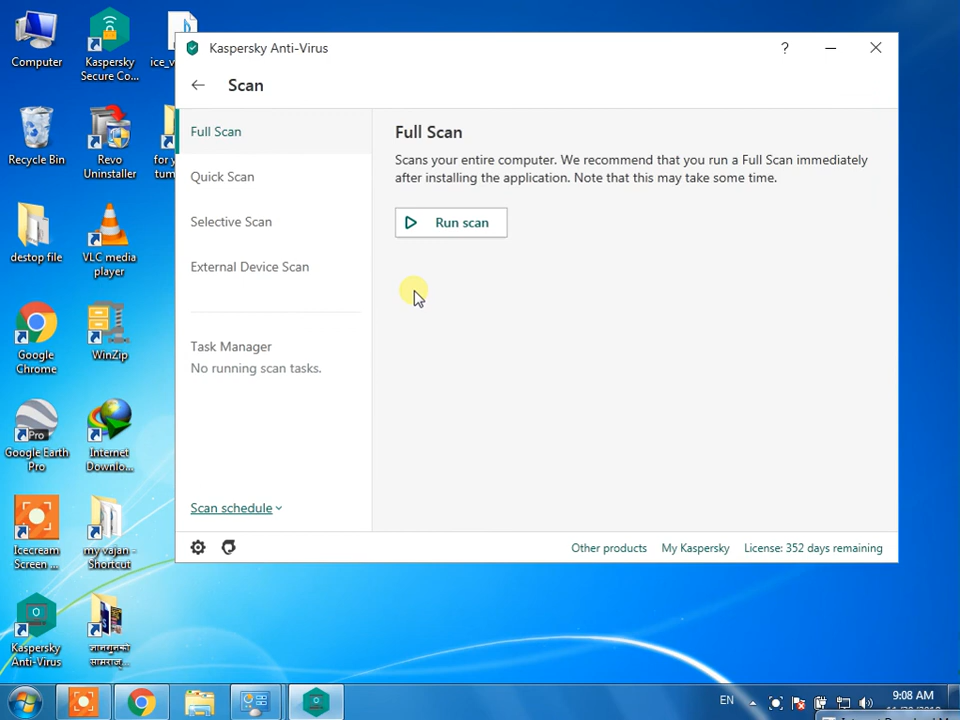 Computer
Kaspersky
Secure Co...
ice_v
Recycle Bin
Revo
Uninstaller
for y
tum
destop file
VLC media
player
Google
Chrome
WinZip
Pro
Google Earth
Pro
Internet
Downlo...
Icecream
Screen ...
my vajan -
Shortcut
Kaspersky
Anti-Virus
Kaspersky Anti-Virus
?
Scan
Full Scan
Quick Scan
Selective Scan
External Device Scan
Task Manager
No running scan tasks.
Scan schedule
Full Scan
Scans your entire computer. We recommend that you run a Full Scan immediately
after installing the application. Note that this may take some time.
Run scan
Other products
My Kaspersky
License: 352 days remaining
EN
9:08 AM